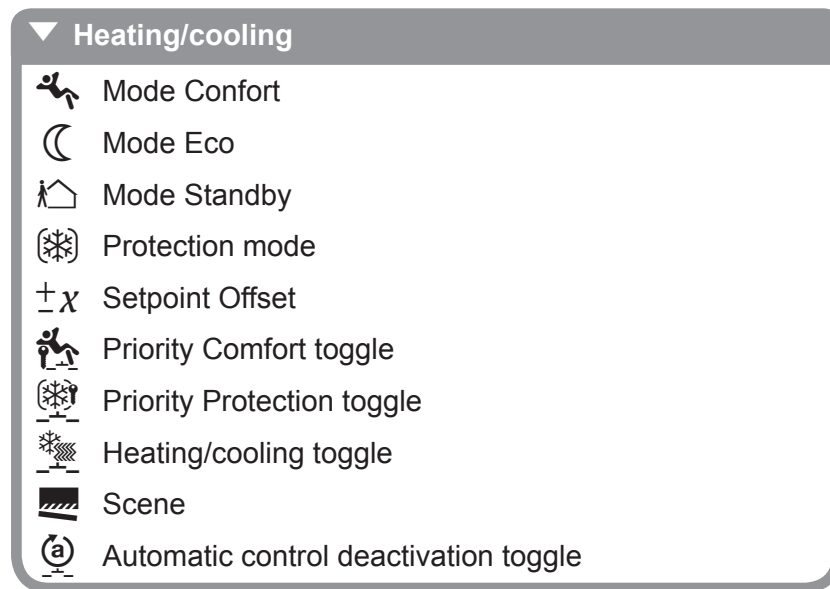 Heating/cooling
Mode Confort
Mode Eco
Mode Standby
Protection mode
±x Setpoint Offset
Priority Comfort toggle
Priority Protection toggle
Heating/cooling toggle
Scene
a Automatic control deactivation toggle